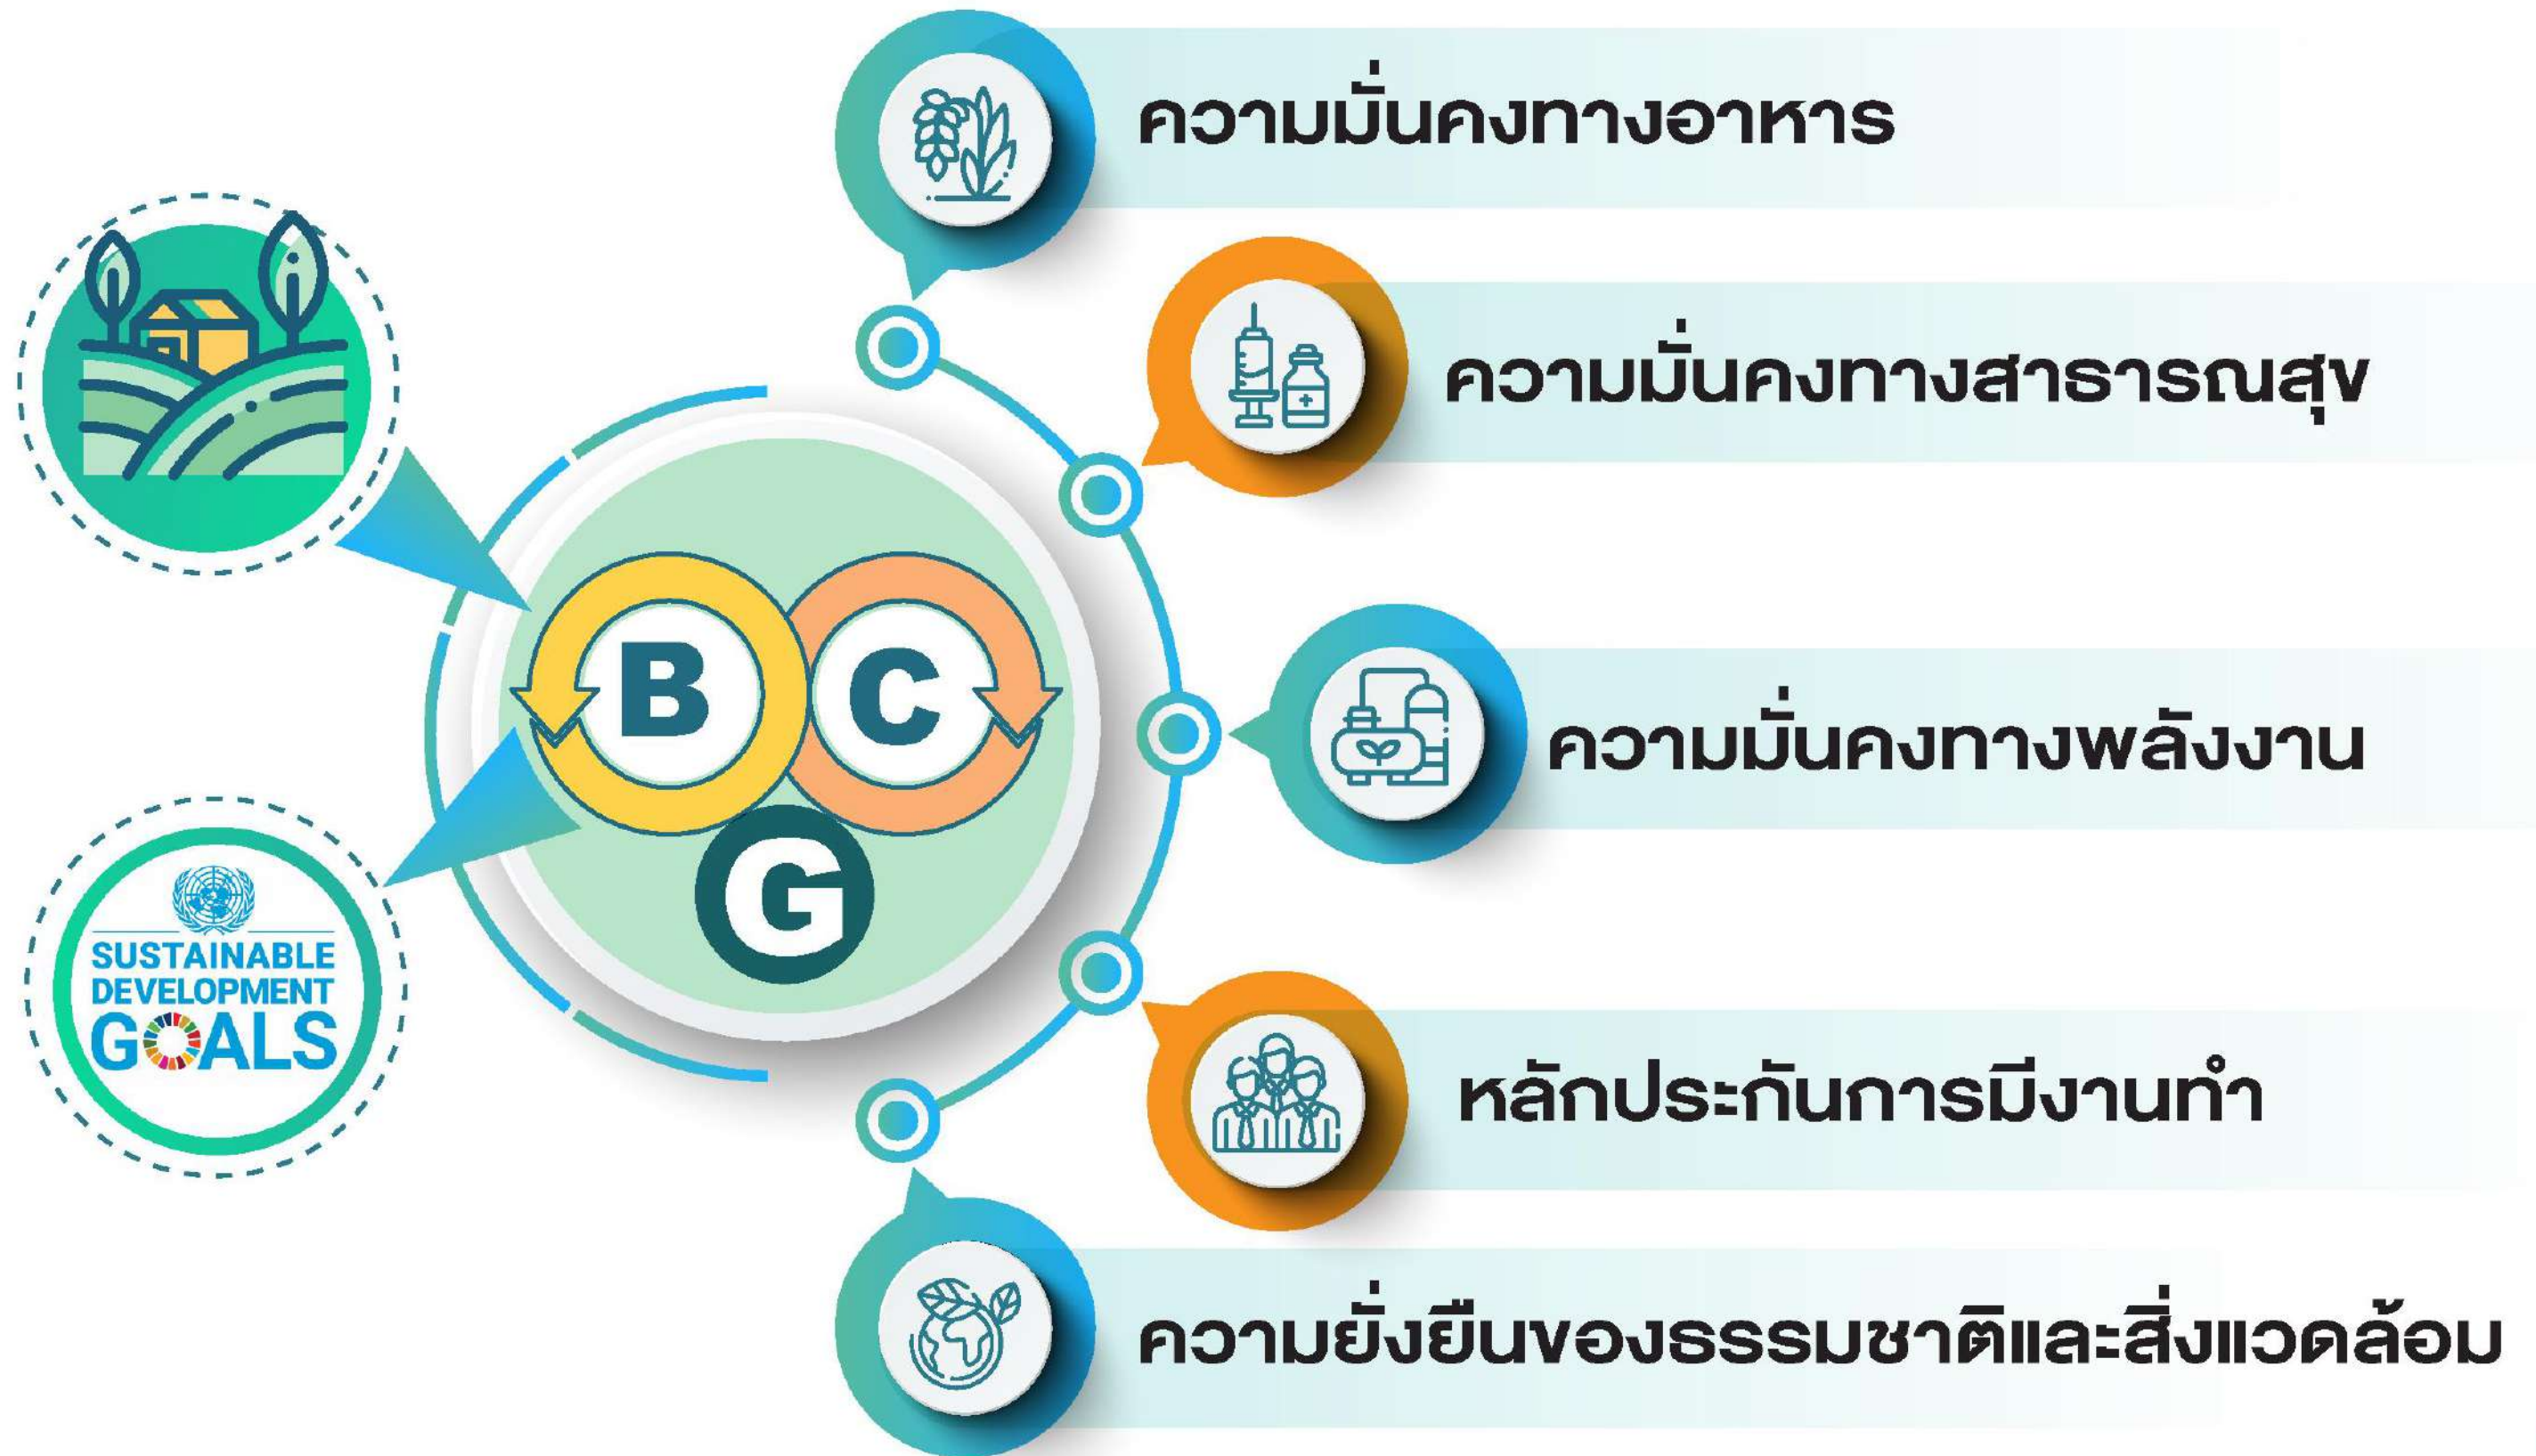 ความมั่นคงทางอาหาร
ความมั่นคงทางสาธารณสุข
ความมั่นคงทางพลังงาน
หลักประกันการมีงานทำ
ความยั่งยืนของธรรมชาติและสิ่งแวดล้อม
B C
G
SUSTAINABLE
DEVELOPMENT
GOALS